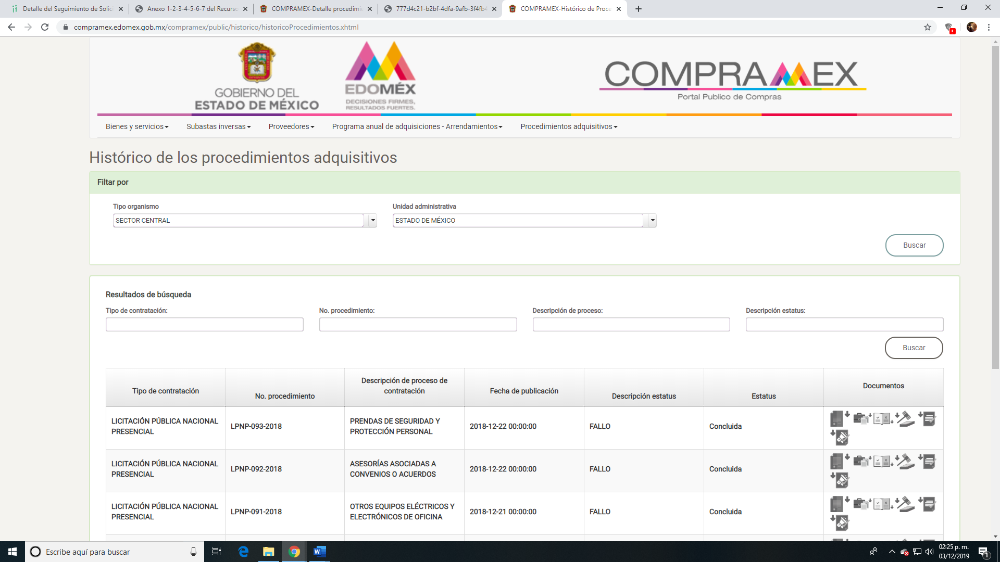 Detalle del Seguimiento de Solici
Anexo 1-2-3-4-5-6-7 del Recurso
COMPRAMEX-Detalle procedimie
777d4c21-b2bf-4dfa-9afb-3f4fb4
COMPRAMEX-Histórico de Proce
compramex.edomex.gob.mx/compramex/public/historico/historicoProcedimientos.xhtml
GOBIERNO DEL
ESTADO DE MÉXICO
EDOMÉX
DECISIONES FIRMES,
RESULTADOS FUERTES.
COMPRAMEX
Portal Publico de Compras
Bienes y servicios Subastas inversas Proveedores Programa anual de adquisiciones - Arrendamientos Procedimientos adquisitivos
Histórico de los procedimientos adquisitivos
Filtar por
Tipo organismo Unidad administrativa
SECTOR CENTRAL ESTADO DE MÉXICO
Buscar
Resultados de búsqueda
Tipo de contratación: No. procedimiento: Descripción de proceso: Descripción estatus:
Buscar
Tipo de contratación No. procedimiento Descripción de proceso de contratación Fecha de publicación Descripción estatus Estatus Documentos
LICITACIÓN PÚBLICA NACIONAL PRESENCIAL LPNP-093-2018 PRENDAS DE SEGURIDAD Y PROTECCIÓN PERSONAL 2018-12-22 00:00:00 FALLO Concluida
LICITACIÓN PÚBLICA NACIONAL PRESENCIAL LPNP-092-2018 ASESORÍAS ASOCIADAS A CONVENIOS O ACUERDOS 2018-12-22 00:00:00 FALLO Concluida
LICITACIÓN PÚBLICA NACIONAL PRESENCIAL LPNP-091-2018 OTROS EQUIPOS ELÉCTRICOS Y ELECTRÓNICOS DE OFICINA 2018-12-21 00:00:00 FALLO Concluida
Escribe aquí para buscar
02:25 p. m.
03/12/2019
1